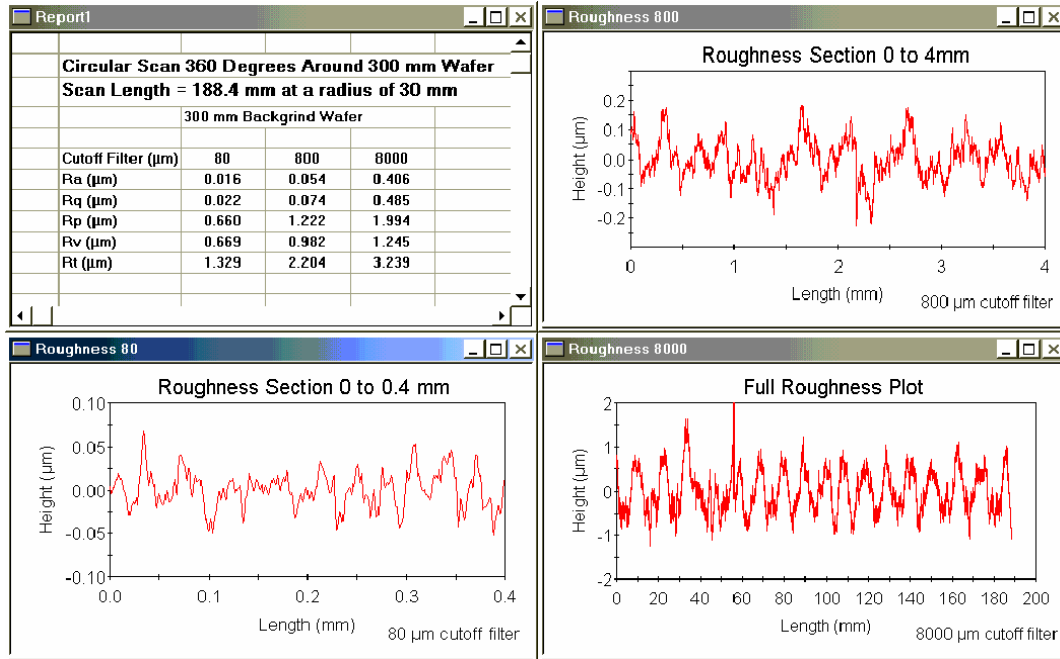 Report1
Circular Scan 360 Degrees Around 300 mm Wafer
Scan Length = 188.4 mm at a radius of 30 mm
300 mm Backgrind Wafer
Cutoff Filter (µm) 80 800 8000
Ra (µm) 0.016 0.054 0.406
Rq (µm) 0.022 0.074 0.485
Rp (µm) 0.660 1.222 1.994
Rv (µm) 0.669 0.982 1.245
Rt (µm) 1.329 2.204 3.239
Roughness 800
Roughness Section 0 to 4mm
Height (µm)
0.2
0.1
0.0
-0.1
-0.2
0 1 2 3 4
Length (mm)
800 µm cutoff filter
Roughness 80
Roughness Section 0 to 0.4 mm
Height (µm)
0.10
0.05
0.00
-0.05
-0.10
0.0 0.1 0.2 0.3 0.4
Length (mm)
80 µm cutoff filter
Roughness 8000
Full Roughness Plot
Height (µm)
2
1
0
-1
-2
0 20 40 60 80 100 120 140 160 180 200
Length (mm)
8000 µm cutoff filter